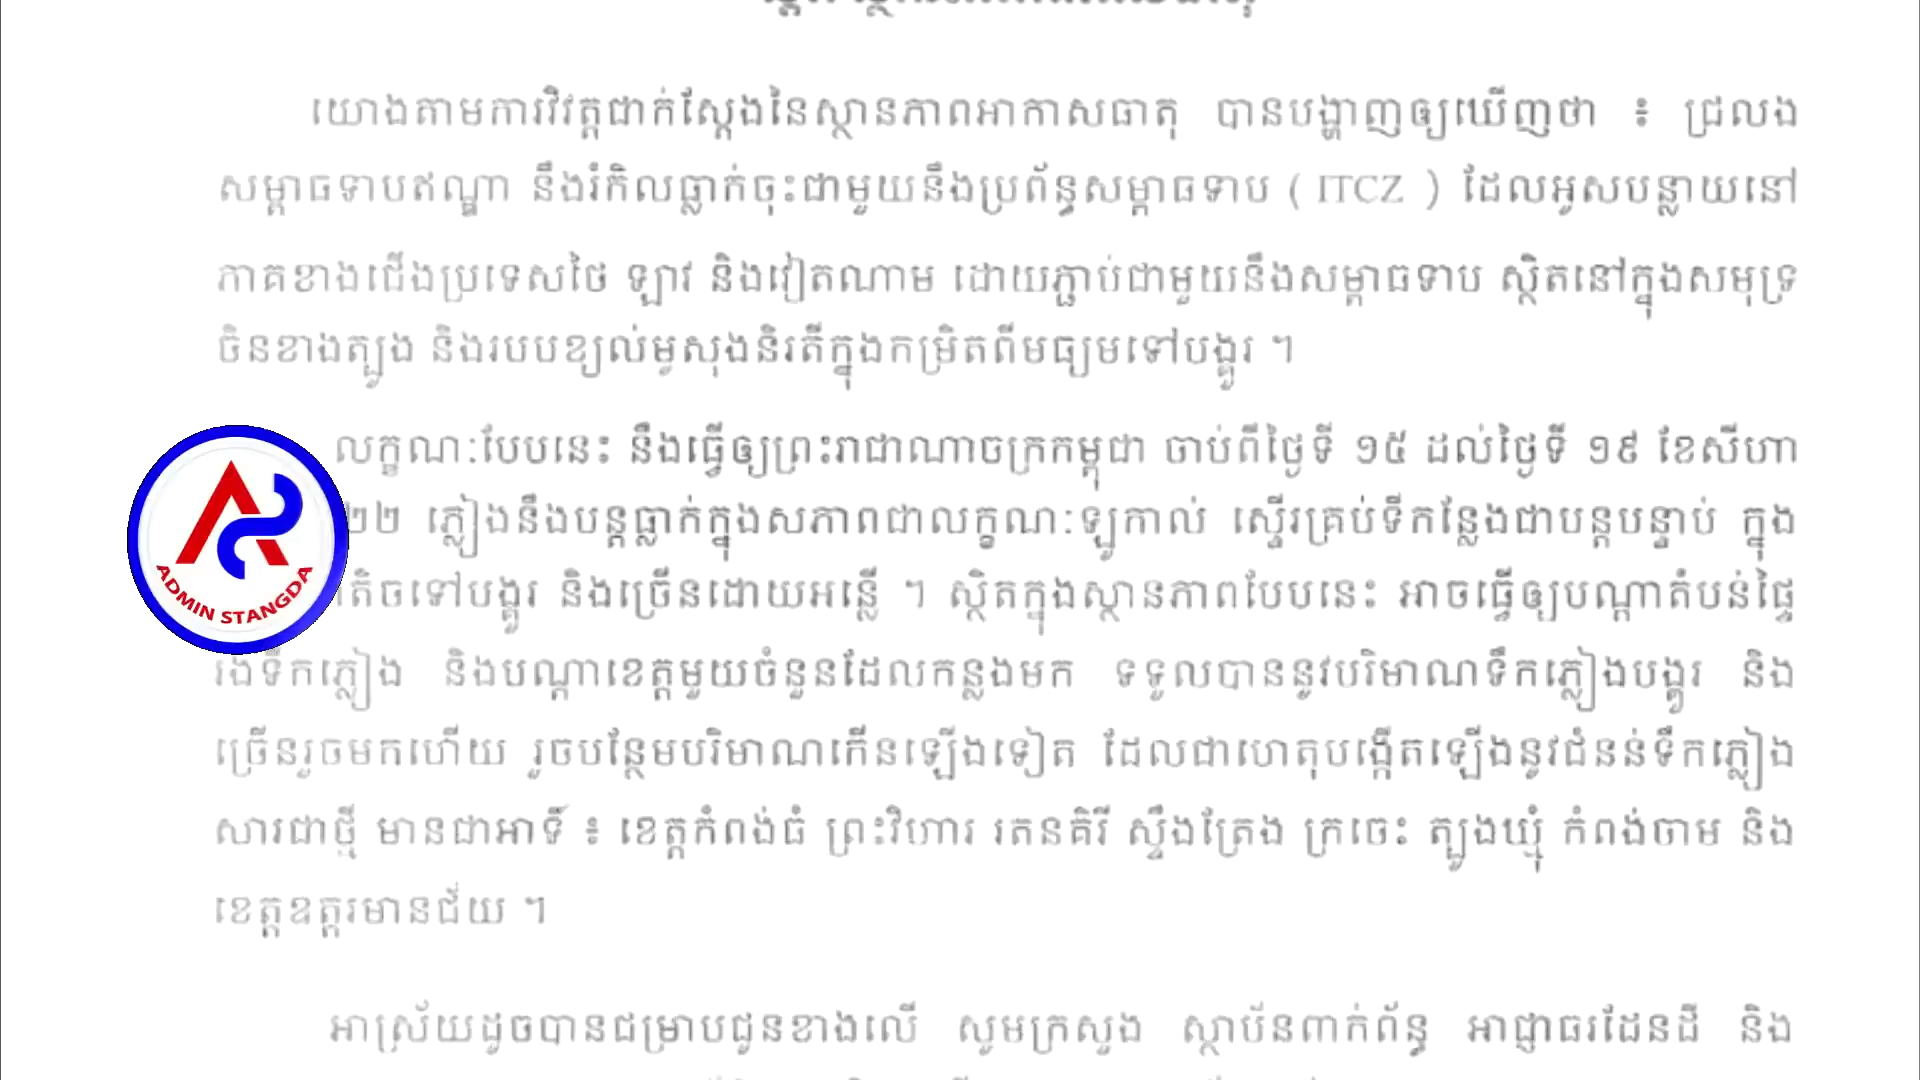 យោងតាមការវិវត្តជាក់ស្តែងនៃស្ថានភាពអាកាសធាតុ បានបង្ហាញឲ្យឃើញថា ៖ ជ្រលង
សម្ពាធទាបឥណ្ឌា នឹងរំកិលធ្លាក់ចុះជាមួយនឹងប្រព័ន្ធសម្ពាធទាប ( ITCZ ) ដែលអូសបន្លាយនៅ
ភាគខាងជើងប្រទេសថៃ ឡាវ និងវៀតណាម ដោយភ្ជាប់ជាមួយនឹងសម្ពាធទាប ស្ថិតនៅក្នុងសមុទ្រ
ចិនខាងត្បូង និងរបបខ្យល់មូសុងនិរតីក្នុងកម្រិតពីមធ្យមទៅបង្គួរ ។
លក្ខណៈបែបនេះ នឹងធ្វើឲ្យព្រះរាជាណាចក្រកម្ពុជា ចាប់ពីថ្ងៃទី ១៥ ដល់ថ្ងៃទី ១៩ ខែសីហា
២២ ភ្លៀងនឹងបន្តធ្លាក់ក្នុងសភាពជាលក្ខណៈឡូកាល់ ស្ទើរគ្រប់ទីកន្លែងជាបន្តបន្ទាប់ ក្នុង
តិចទៅបង្គួរ និងច្រើនដោយអន្លើ ។ ស្ថិតក្នុងស្ថានភាពបែបនេះ អាចធ្វើឲ្យបណ្តាតំបន់ផ្ទៃ
រងទឹកភ្លៀង និងបណ្តាខេត្តមួយចំនួនដែលកន្លងមក ទទួលបាននូវបរិមាណទឹកភ្លៀងបង្គួរ និង
ច្រើនរួចមកហើយ រួចបន្ថែមបរិមាណកើនឡើងទៀត ដែលជាហេតុបង្កើតឡើងនូវជំនន់ទឹកភ្លៀង
សារជាថ្មី មានជាអាទិ៍ ៖ ខេត្តកំពង់ធំ ព្រះវិហារ រតនគិរី ស្ទឹងត្រែង ក្រចេះ ត្បូងឃ្មុំ កំពង់ចាម និង
ខេត្តឧត្តរមានជ័យ ។
ADMIN STANGDA
អាស្រ័យដូចបានជម្រាបជូនខាងលើ សូមក្រសួង ស្ថាប័នពាក់ព័ន្ធ អាជ្ញាធរដែនដី និង